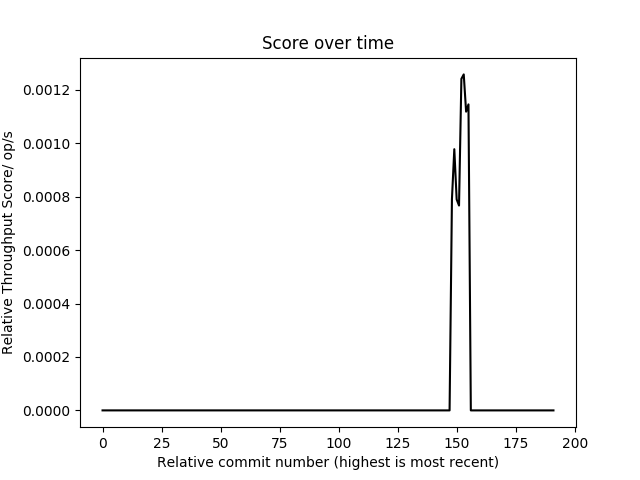 Score over time
Relative Throughput Score/ op/s
0.0012
0.0010
0.0008
0.0006
0.0004
0.0002
0.0000
0 25 50 75 100 125 150 175 200
Relative commit number (highest is most recent)